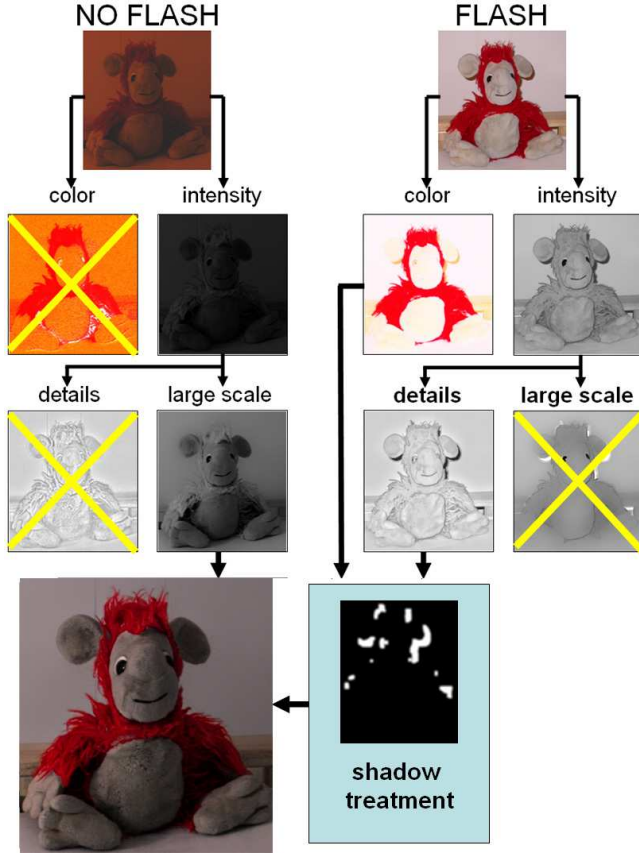 NO FLASH
FLASH
color
intensity
color
intensity
details
large scale
details
large scale
shadow
treatment